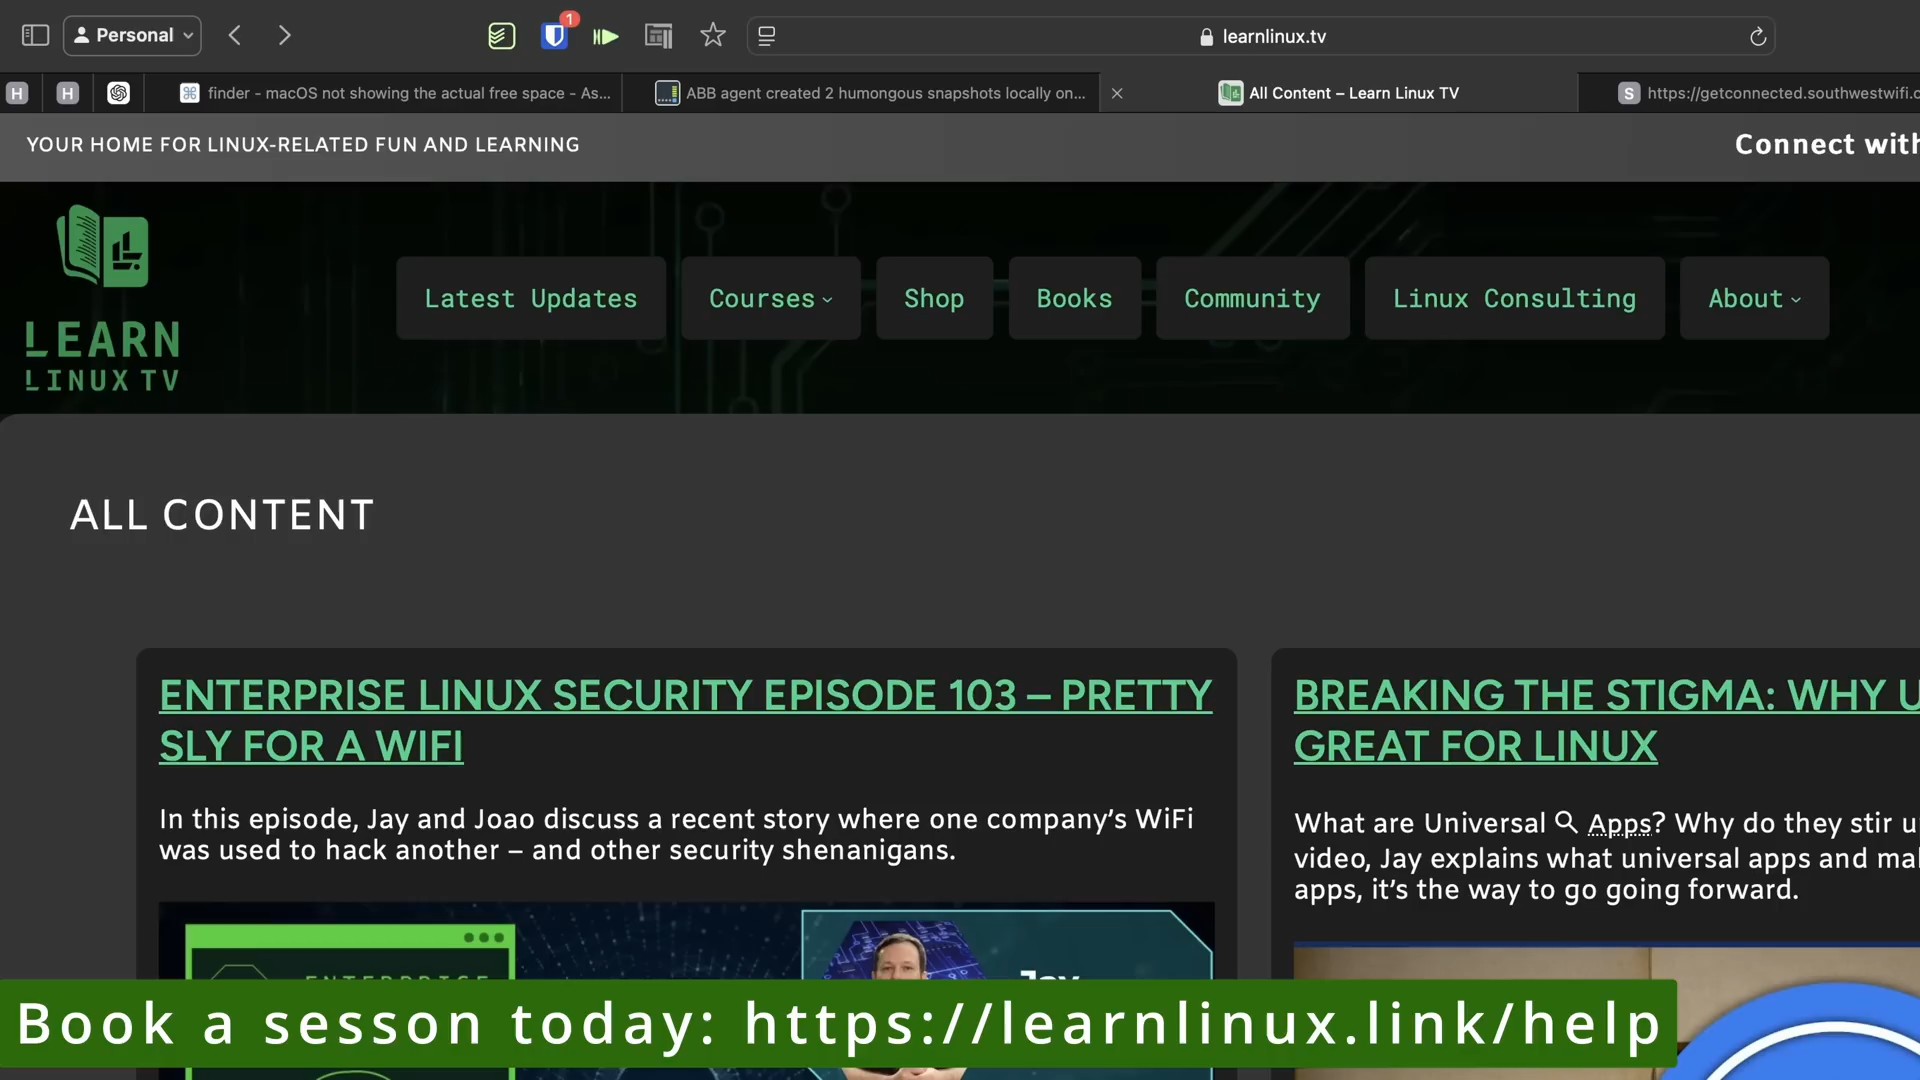 Personal
1
learnlinux.tv
H
H
finder - macOS not showing the actual free space - As...
ABB agent created 2 humongous snapshots locally on...
All Content – Learn Linux TV
S
https://getconnected.southwestwifi.c
YOUR HOME FOR LINUX-RELATED FUN AND LEARNING
Connect with
LEARN
LINUX TV
Latest Updates
Courses
Shop
Books
Community
Linux Consulting
About
ALL CONTENT
ENTERPRISE LINUX SECURITY EPISODE 103 – PRETTY
SLY FOR A WIFI
In this episode, Jay and Joao discuss a recent story where one company’s WiFi
was used to hack another – and other security shenanigans.
BREAKING THE STIGMA: WHY U
GREAT FOR LINUX
What are Universal Apps? Why do they stir u
video, Jay explains what universal apps and ma
apps, it’s the way to go going forward.
ENTERPRISE
Jay
Book a sesson today: https://learnlinux.link/help